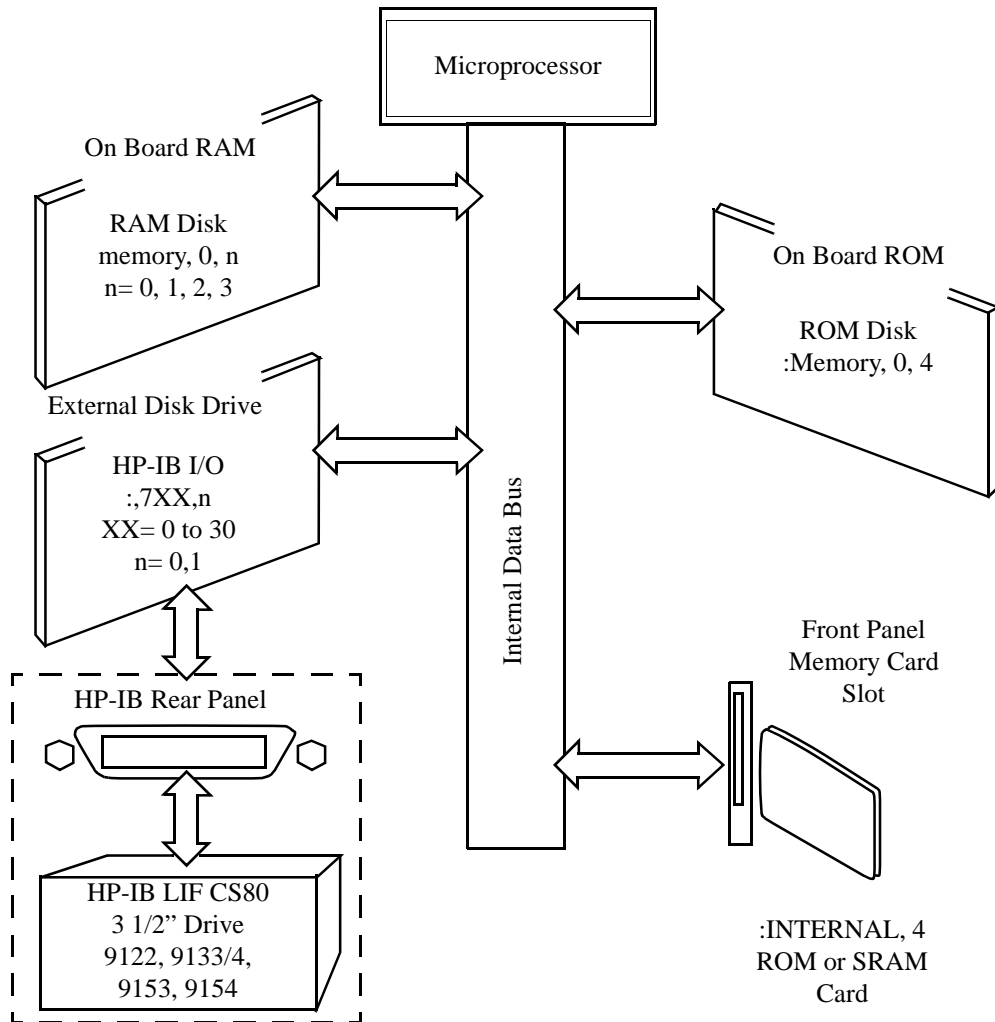 Microprocessor
On Board RAM
RAM Disk
memory, 0, n
n= 0, 1, 2, 3
On Board ROM
ROM Disk
:Memory, 0, 4
External Disk Drive
HP-IB I/O
:,7XX,n
XX= 0 to 30
n= 0,1
Internal Data Bus
Front Panel
Memory Card
Slot
HP-IB Rear Panel
HP-IB LIF CS80
3 1/2” Drive
9122, 9133/4,
9153, 9154
:INTERNAL, 4
ROM or SRAM
Card